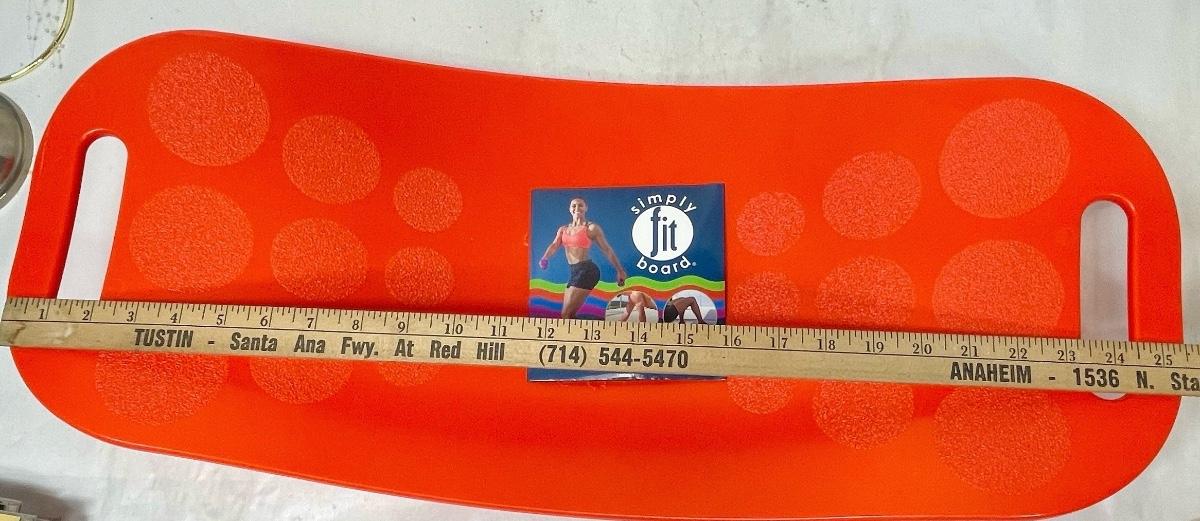 simply
fit
board®
1 2 3 4 5 6 7 8 9 10 11 12 13 14 15 16 17 18 19 20 21 22 23 24 25
TUSTIN - Santa Ana Fwy. At Red Hill (714) 544-5470 ANAHEIM - 1536 N. Sta